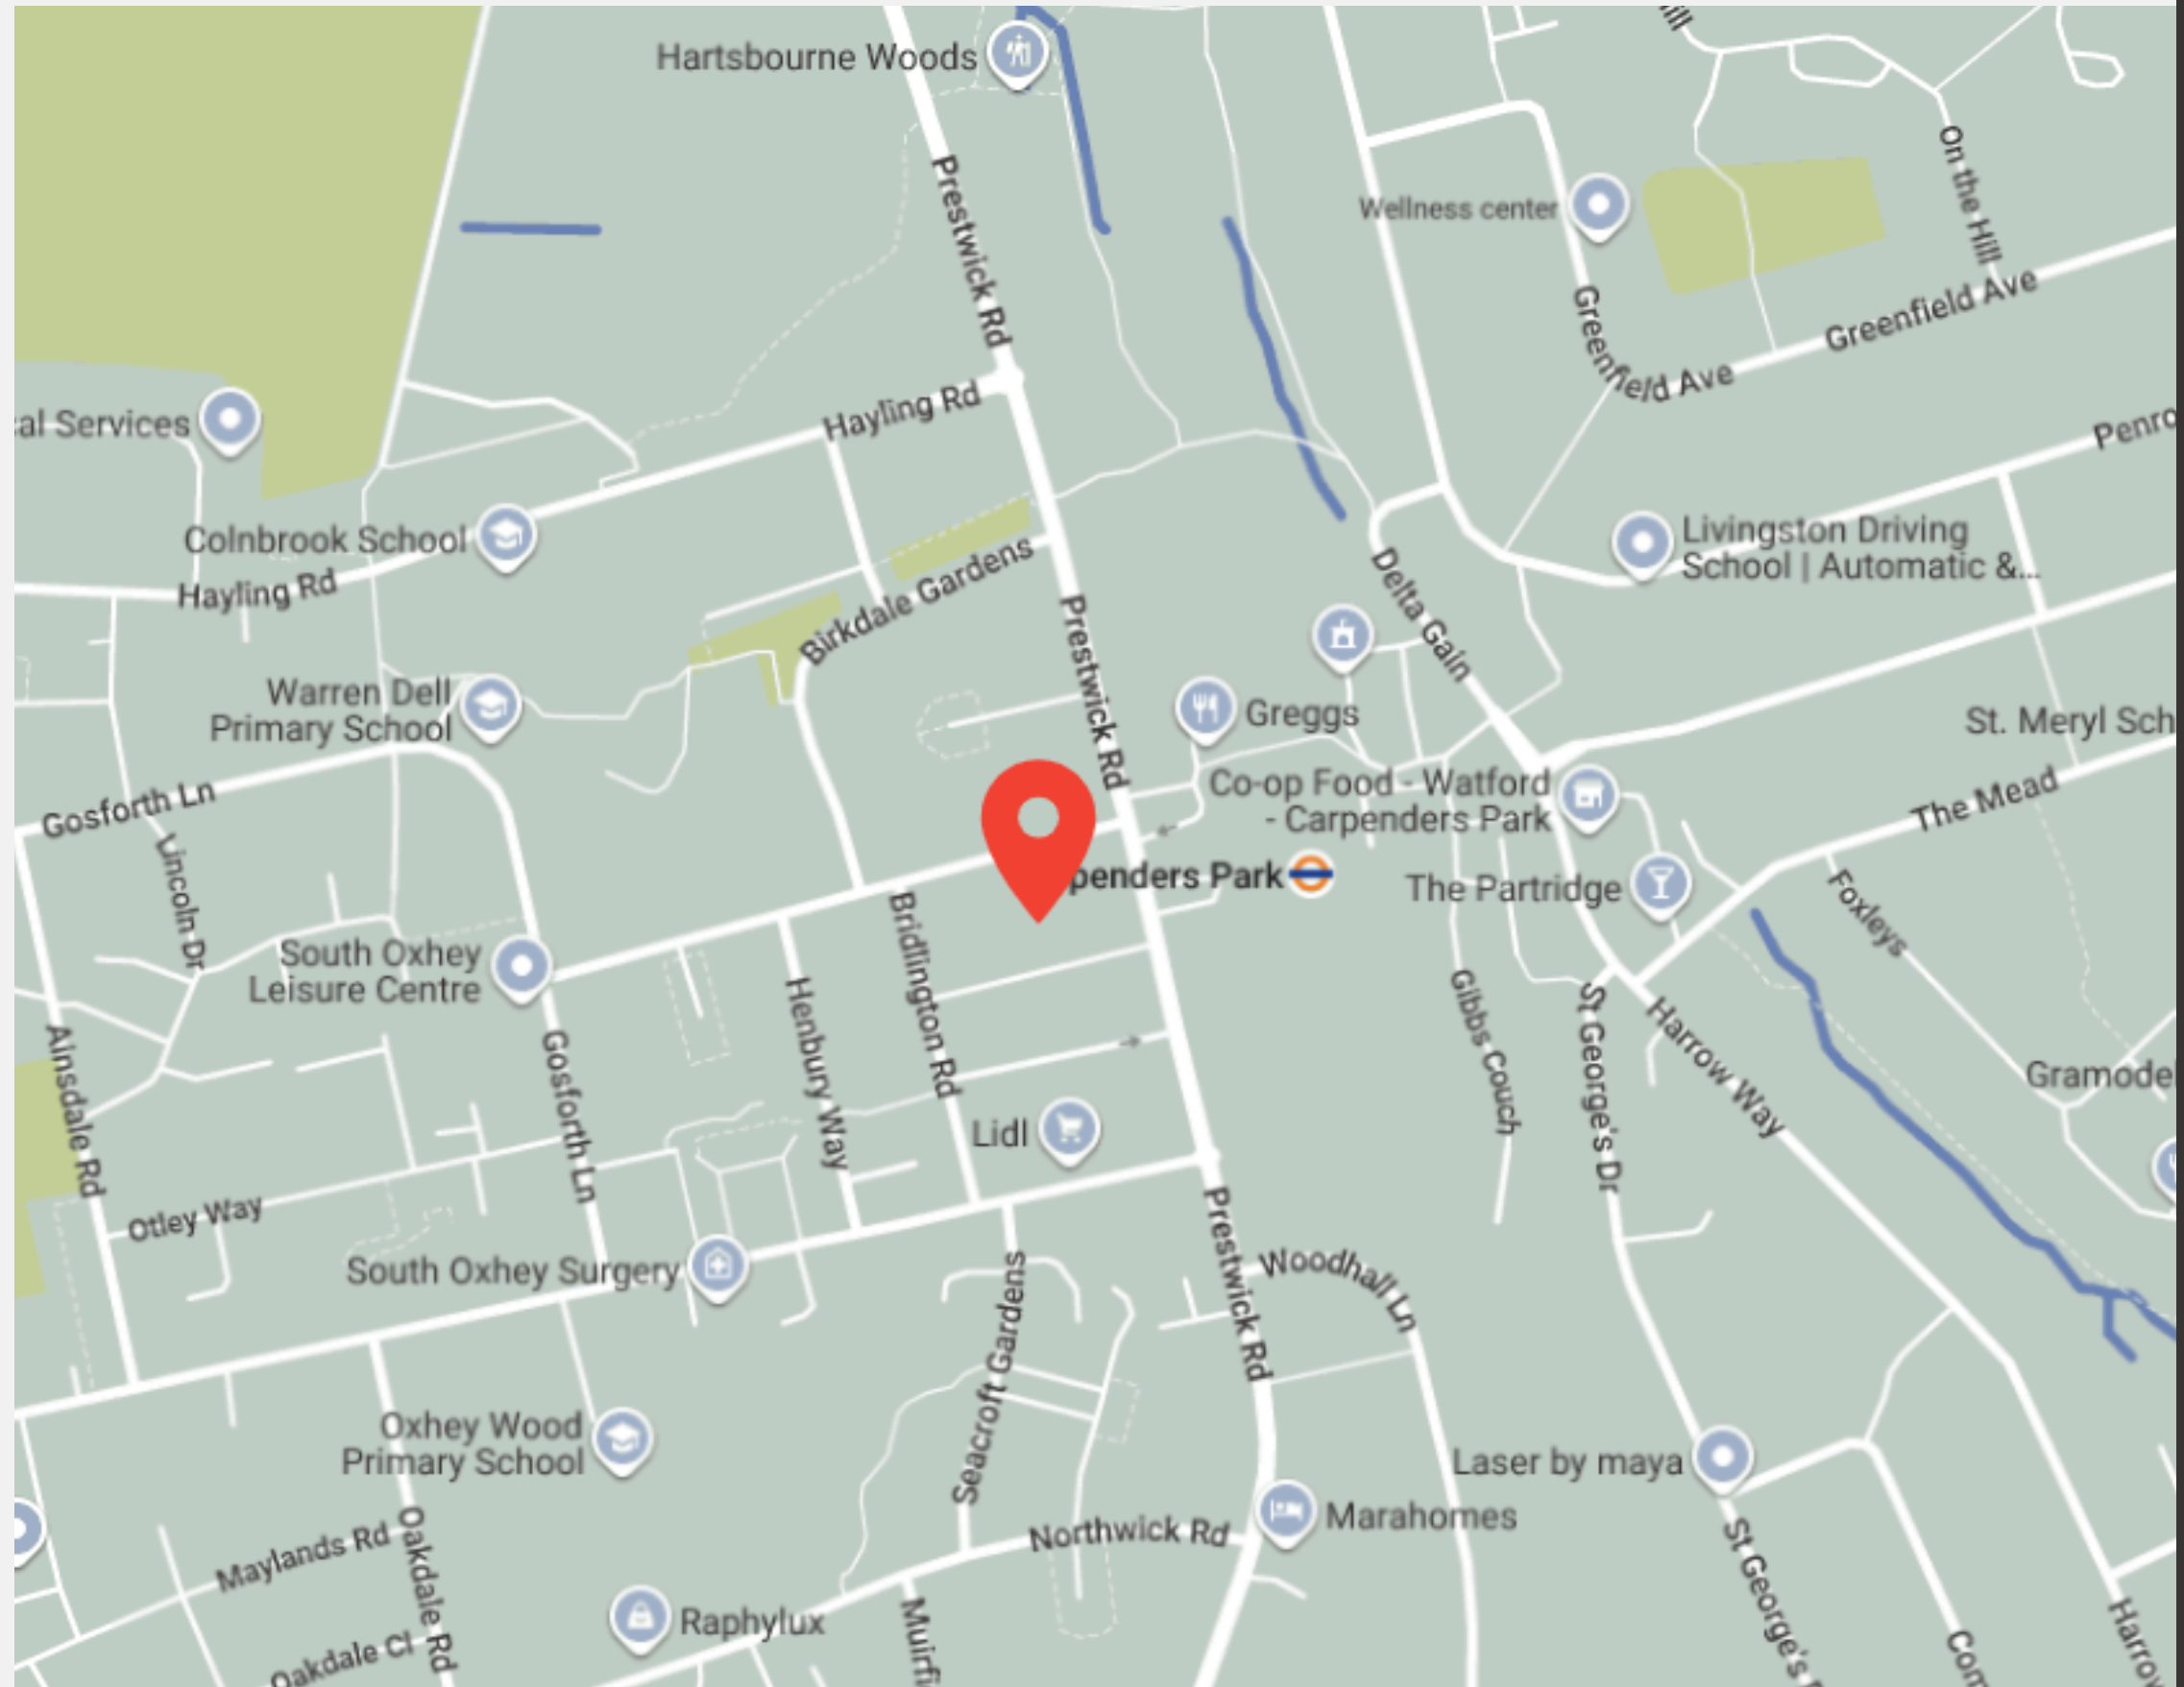 Hartsbourne Woods
Prestwick Rd
Wellness center
On the Hill
Greenfield Ave
Greenfield Ave
Hayling Rd
al Services
Penro
Colnbrook School
Hayling Rd
Livingston Driving
School | Automatic &...
Birkdale Gardens
Delta Gain
Prestwick Rd
Warren Dell
Primary School
Greggs
St. Meryl Sch
Gosforth Ln
Co-op Food - Watford
- Carpenders Park
The Mead
Lincoln Dr
penders Park
The Partridge
Foxleys
Bridlington Rd
South Oxhey
Leisure Centre
Henbury Way
Gibbs Couch
St George's Dr
Harrow Way
Ainsdale Rd
Gosforth Ln
Gramode
Lidl
Otley Way
South Oxhey Surgery
Prestwick Rd
Woodhall Ln
Seacroft Gardens
Oxhey Wood
Primary School
Laser by maya
Marahomes
Northwick Rd
Maylands Rd
Oakdale Rd
St George's
Raphylux
Muirfi
Oakdale Cl
Com
Harrow